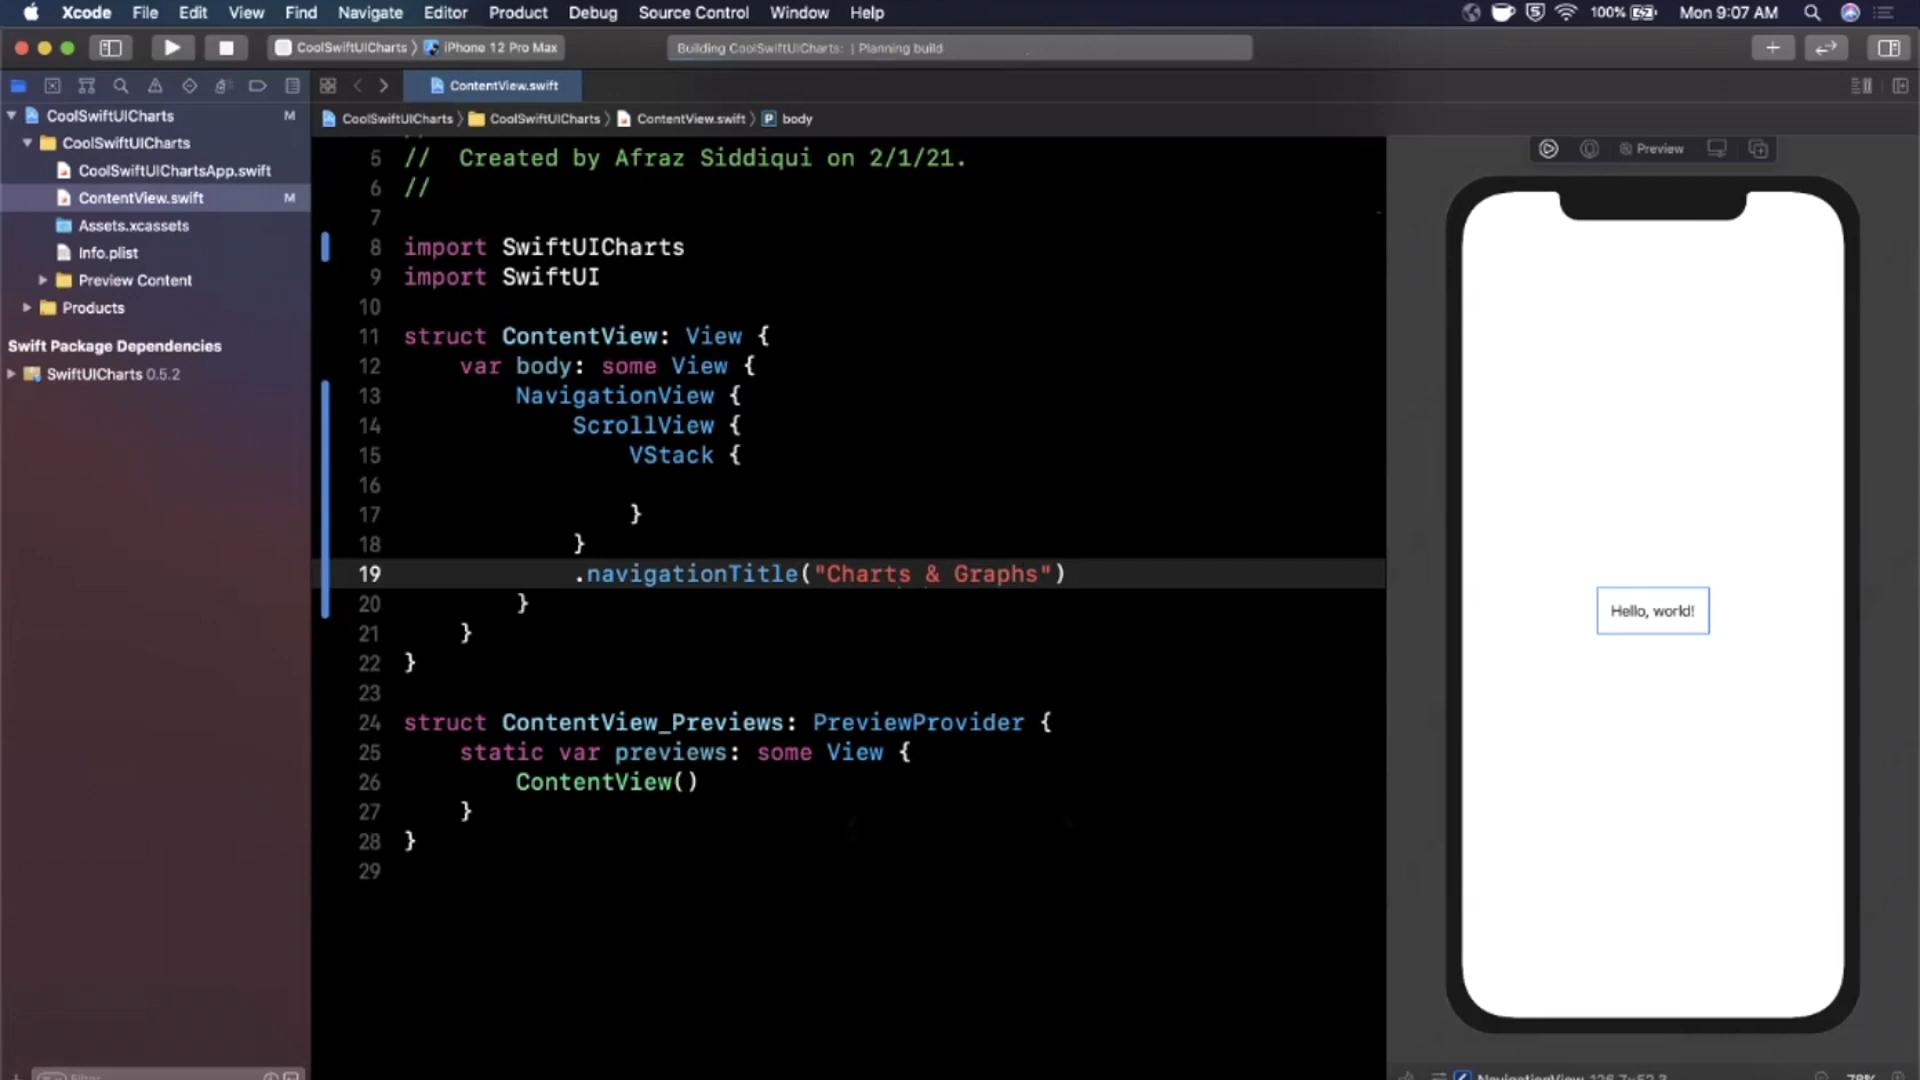 Xcode File Edit View Find Navigate Editor Product Debug Source Control Window Help
100% Mon 9:07 AM
CoolSwiftUICharts iPhone 12 Pro Max
Building CoolSwiftUICharts: | Planning build
ContentView.swift
CoolSwiftUICharts M
CoolSwiftUICharts
CoolSwiftUIChartsApp.swift
ContentView.swift M
Assets.xcassets
Info.plist
Preview Content
Products
Swift Package Dependencies
SwiftUICharts 0.5.2
Filter
CoolSwiftUICharts CoolSwiftUICharts ContentView.swift P body
5 // Created by Afraz Siddiqui on 2/1/21.
6 //
7
8 import SwiftUICharts
9 import SwiftUI
10
11 struct ContentView: View {
12 var body: some View {
13 NavigationView {
14 ScrollView {
15 VStack {
16
17 }
18 }
19 .navigationTitle("Charts & Graphs")
20 }
21 }
22 }
23
24 struct ContentView_Previews: PreviewProvider {
25 static var previews: some View {
26 ContentView()
27 }
28 }
29
Preview
Hello, world!